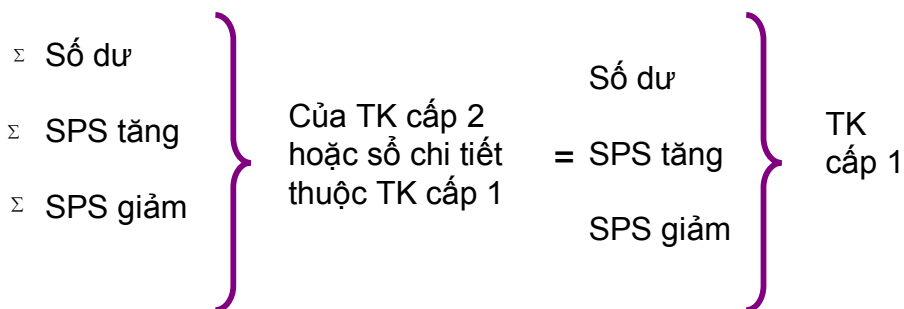 Σ Số dư
Σ SPS tăng
Σ SPS giảm
Của TK cấp 2
hoặc sổ chi tiết
thuộc TK cấp 1
=
Số dư
SPS tăng
SPS giảm
TK
cấp 1